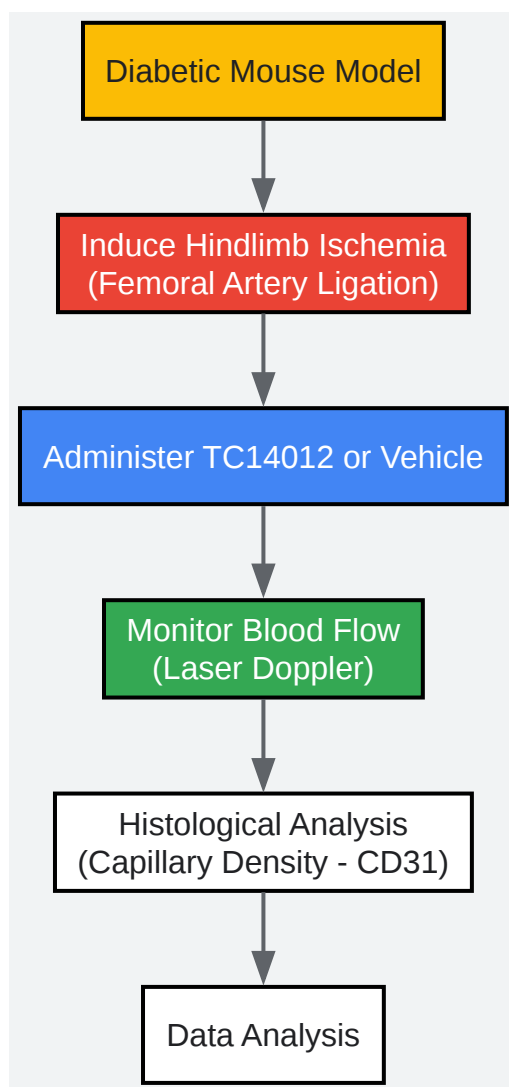 Diabetic Mouse Model
Induce Hindlimb Ischemia
(Femoral Artery Ligation)
Administer TC14012 or Vehicle
Monitor Blood Flow
(Laser Doppler)
Histological Analysis
(Capillary Density - CD31)
Data Analysis